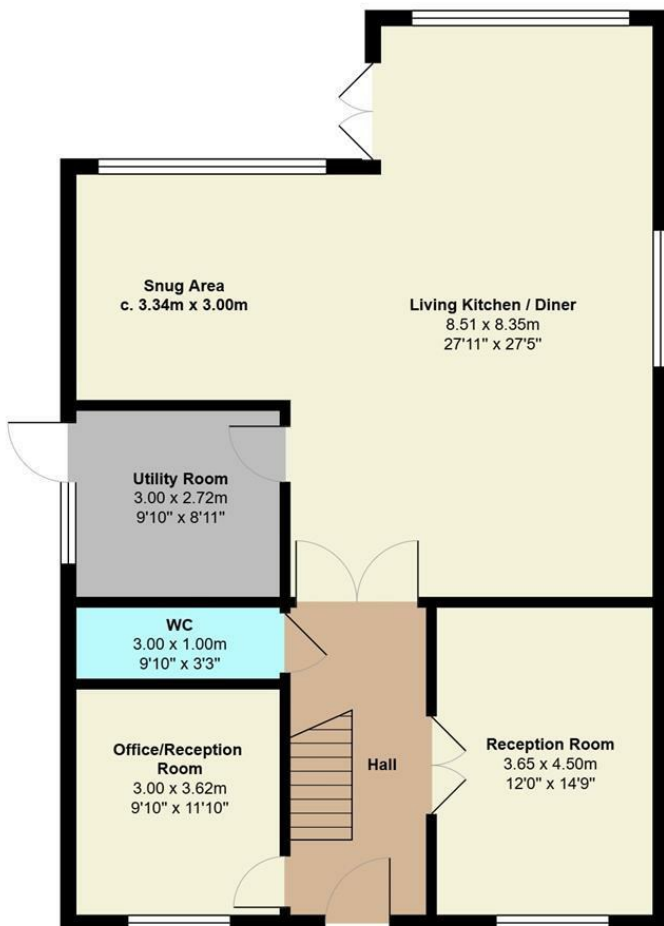 Snug Area
c. 3.34m x 3.00m
Living Kitchen / Diner
8.51 x 8.35m
27'11" x 27'5"
Utility Room
3.00 x 2.72m
9'10" x 8'11"
WC
3.00 x 1.00m
9'10" x 3'3"
Office/Reception
Room
3.00 x 3.62m
9'10" x 11'10"
Hall
Reception Room
3.65 x 4.50m
12'0" x 14'9"